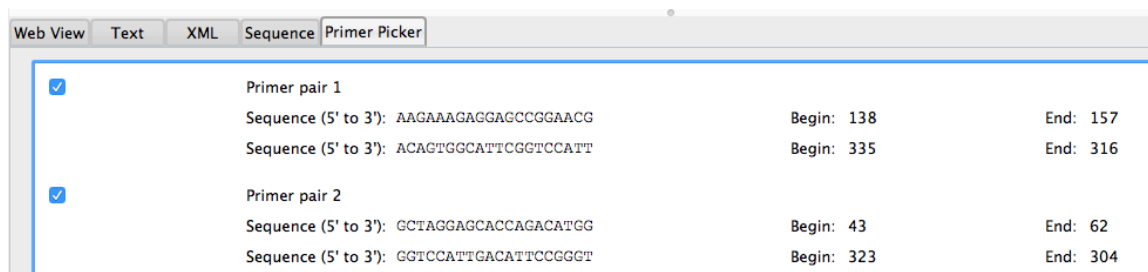 Web View Text XML Sequence Primer Picker
Primer pair 1
Sequence (5' to 3'): AAGAAAGAGGAGCCGGAACG Begin: 138 End: 157
Sequence (5' to 3'): ACAGTGGCATTCGGTCCATT Begin: 335 End: 316
Primer pair 2
Sequence (5' to 3'): GCTAGGAGCACCAGACATGG Begin: 43 End: 62
Sequence (5' to 3'): GGTCCATTGACATTCCGGGT Begin: 323 End: 304